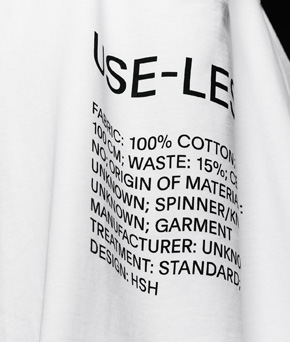 USE-LES
FABRIC: 100% COTTON;
100 CM; WASTE: 15%; C
NO ORIGIN OF MATERIAL:
UNKNOWN; SPINNER/KN
UNKNOWN; GARMENT
MANUFACTURER: UNKNO
TREATMENT: STANDARD;
DESIGN: HSH